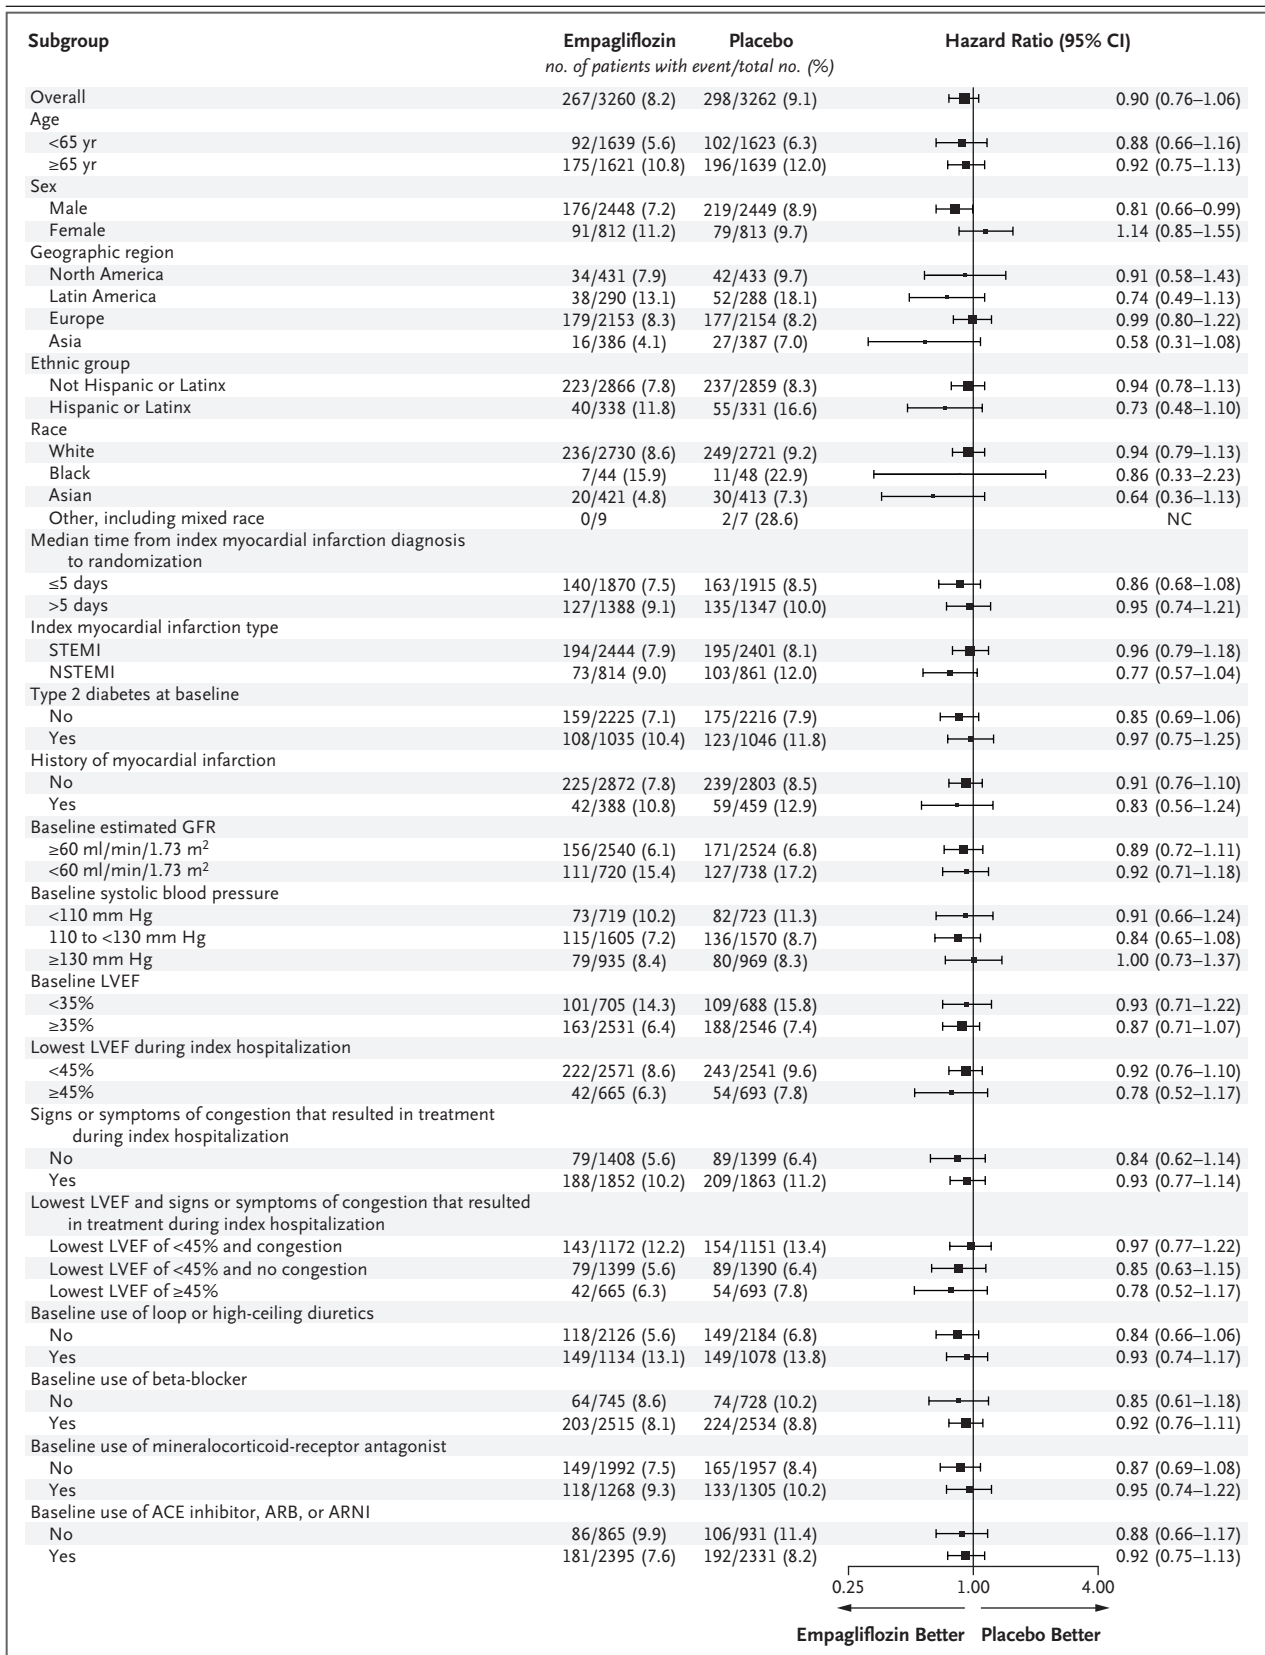 Subgroup Empagliflozin Placebo Hazard Ratio (95% CI)
no. of patients with event/total no. (%)
Overall 267/3260 (8.2) 298/3262 (9.1) 0.90 (0.76–1.06)
Age
<65 yr 92/1639 (5.6) 102/1623 (6.3) 0.88 (0.66–1.16)
≥65 yr 175/1621 (10.8) 196/1639 (12.0) 0.92 (0.75–1.13)
Sex
Male 176/2448 (7.2) 219/2449 (8.9) 0.81 (0.66–0.99)
Female 91/812 (11.2) 79/813 (9.7) 1.14 (0.85–1.55)
Geographic region
North America 34/431 (7.9) 42/433 (9.7) 0.91 (0.58–1.43)
Latin America 38/290 (13.1) 52/288 (18.1) 0.74 (0.49–1.13)
Europe 179/2153 (8.3) 177/2154 (8.2) 0.99 (0.80–1.22)
Asia 16/386 (4.1) 27/387 (7.0) 0.58 (0.31–1.08)
Ethnic group
Not Hispanic or Latinx 223/2866 (7.8) 237/2859 (8.3) 0.94 (0.78–1.13)
Hispanic or Latinx 40/338 (11.8) 55/331 (16.6) 0.73 (0.48–1.10)
Race
White 236/2730 (8.6) 249/2721 (9.2) 0.94 (0.79–1.13)
Black 7/44 (15.9) 11/48 (22.9) 0.86 (0.33–2.23)
Asian 20/421 (4.8) 30/413 (7.3) 0.64 (0.36–1.13)
Other, including mixed race 0/9 2/7 (28.6) NC
Median time from index myocardial infarction diagnosis
to randomization
≤5 days 140/1870 (7.5) 163/1915 (8.5) 0.86 (0.68–1.08)
>5 days 127/1388 (9.1) 135/1347 (10.0) 0.95 (0.74–1.21)
Index myocardial infarction type
STEMI 194/2444 (7.9) 195/2401 (8.1) 0.96 (0.79–1.18)
NSTEMI 73/814 (9.0) 103/861 (12.0) 0.77 (0.57–1.04)
Type 2 diabetes at baseline
No 159/2225 (7.1) 175/2216 (7.9) 0.85 (0.69–1.06)
Yes 108/1035 (10.4) 123/1046 (11.8) 0.97 (0.75–1.25)
History of myocardial infarction
No 225/2872 (7.8) 239/2803 (8.5) 0.91 (0.76–1.10)
Yes 42/388 (10.8) 59/459 (12.9) 0.83 (0.56–1.24)
Baseline estimated GFR
≥60 ml/min/1.73 m² 156/2540 (6.1) 171/2524 (6.8) 0.89 (0.72–1.11)
<60 ml/min/1.73 m² 111/720 (15.4) 127/738 (17.2) 0.92 (0.71–1.18)
Baseline systolic blood pressure
<110 mm Hg 73/719 (10.2) 82/723 (11.3) 0.91 (0.66–1.24)
110 to <130 mm Hg 115/1605 (7.2) 136/1570 (8.7) 0.84 (0.65–1.08)
≥130 mm Hg 79/935 (8.4) 80/969 (8.3) 1.00 (0.73–1.37)
Baseline LVEF
<35% 101/705 (14.3) 109/688 (15.8) 0.93 (0.71–1.22)
≥35% 163/2531 (6.4) 188/2546 (7.4) 0.87 (0.71–1.07)
Lowest LVEF during index hospitalization
<45% 222/2571 (8.6) 243/2541 (9.6) 0.92 (0.76–1.10)
≥45% 42/665 (6.3) 54/693 (7.8) 0.78 (0.52–1.17)
Signs or symptoms of congestion that resulted in treatment
during index hospitalization
No 79/1408 (5.6) 89/1399 (6.4) 0.84 (0.62–1.14)
Yes 188/1852 (10.2) 209/1863 (11.2) 0.93 (0.77–1.14)
Lowest LVEF and signs or symptoms of congestion that resulted
in treatment during index hospitalization
Lowest LVEF of <45% and congestion 143/1172 (12.2) 154/1151 (13.4) 0.97 (0.77–1.22)
Lowest LVEF of <45% and no congestion 79/1399 (5.6) 89/1390 (6.4) 0.85 (0.63–1.15)
Lowest LVEF of ≥45% 42/665 (6.3) 54/693 (7.8) 0.78 (0.52–1.17)
Baseline use of loop or high-ceiling diuretics
No 118/2126 (5.6) 149/2184 (6.8) 0.84 (0.66–1.06)
Yes 149/1134 (13.1) 149/1078 (13.8) 0.93 (0.74–1.17)
Baseline use of beta-blocker
No 64/745 (8.6) 74/728 (10.2) 0.85 (0.61–1.18)
Yes 203/2515 (8.1) 224/2534 (8.8) 0.92 (0.76–1.11)
Baseline use of mineralocorticoid-receptor antagonist
No 149/1992 (7.5) 165/1957 (8.4) 0.87 (0.69–1.08)
Yes 118/1268 (9.3) 133/1305 (10.2) 0.95 (0.74–1.22)
Baseline use of ACE inhibitor, ARB, or ARNI
No 86/865 (9.9) 106/931 (11.4) 0.88 (0.66–1.17)
Yes 181/2395 (7.6) 192/2331 (8.2) 0.92 (0.75–1.13)
0.25 1.00 4.00
Empagliflozin Better Placebo Better